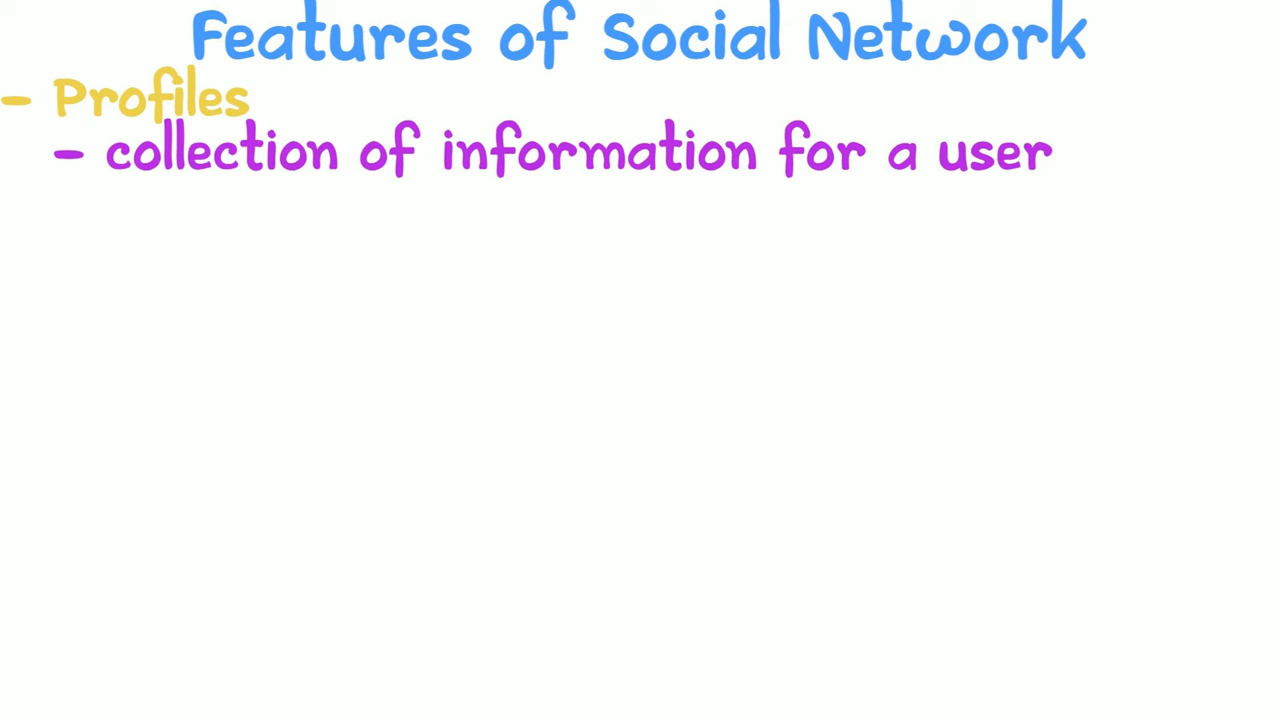 Features of Social Network
- Profiles
- collection of information for a user